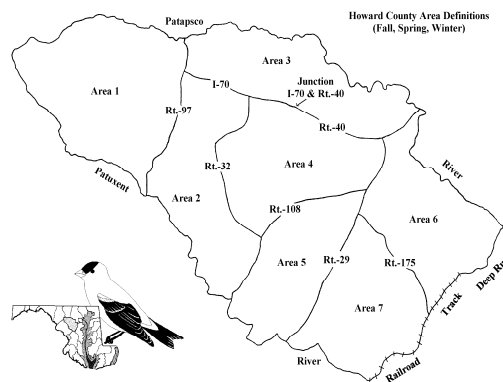 Howard County Area Definitions
(Fall, Spring, Winter)
Patapsco
Area 3
I-70
Junction
I-70 & Rt.-40
Area 1
Rt.-97
Rt.-40
Rt.-32
Area 4
River
Patuxent
Area 2
Rt.-108
Area 6
Area 5
Rt.-29
Rt.-175
Deep Ru
Track
Area 7
River
Railroad